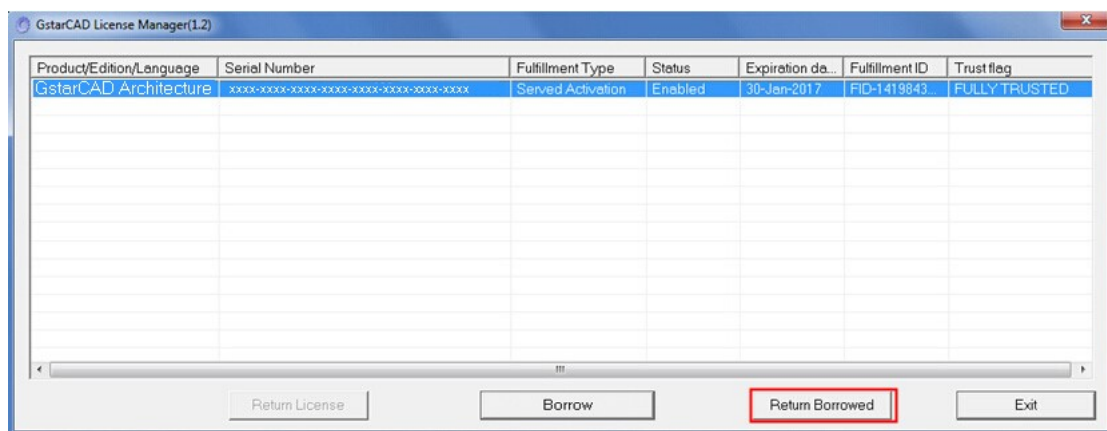 GstarCAD License Manager(1.2)
Product/Edition/Language Serial Number Fulfillment Type Status Expiration da... Fulfillment ID Trust flag
GstarCAD Architecture xxxx-xxxx-xxxx-xxxx-xxxx-xxxx-xxxx-xxxx Served Activation Enabled 30-Jan-2017 FID-1419843... FULLY TRUSTED
Return License Borrow Return Borrowed Exit